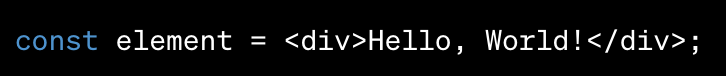 const element = <div>Hello, World!</div>;